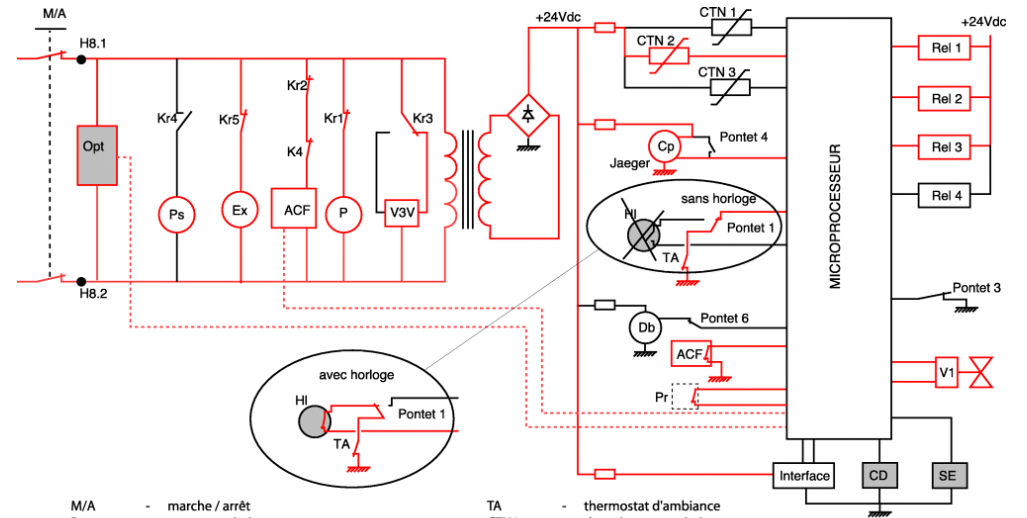 M/A
H8.1
Opt
Kr4
Ps
Kr5
Ex
Kr2
K4
ACF
Kr1
P
Kr3
V3V
H8.2
+24Vdc
CTN 1
CTN 2
CTN 3
Cp
Jaeger
Pontet 4
sans horloge
Hl
Pontet 1
TA
Db
Pontet 6
ACF
Pr
avec horloge
Hl
Pontet 1
TA
MICROPROCESSEUR
+24Vdc
Rel 1
Rel 2
Rel 3
Rel 4
Pontet 3
V1
Interface
CD
SE
M/A - marche / arrêt
TA - thermostat d'ambiance